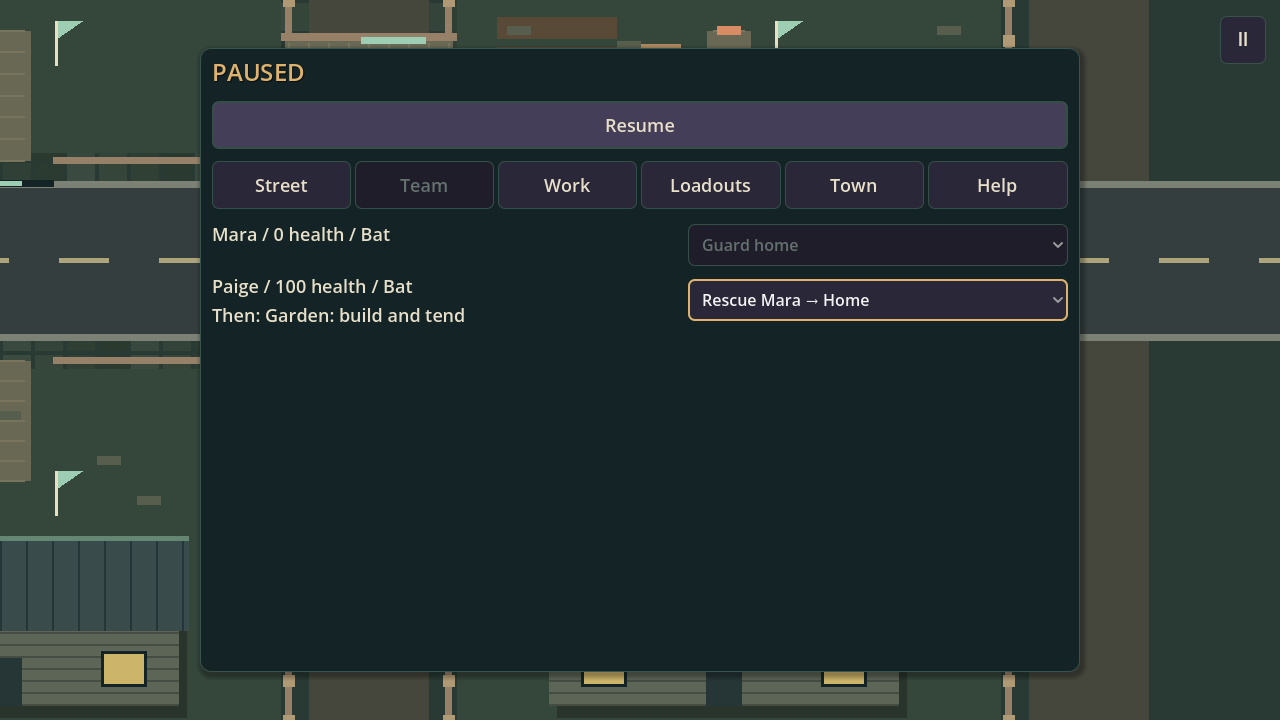 PAUSED
Resume
Street
Team
Work
Loadouts
Town
Help
Mara / 0 health / Bat
Guard home
Paige / 100 health / Bat
Then: Garden: build and tend
Rescue Mara → Home